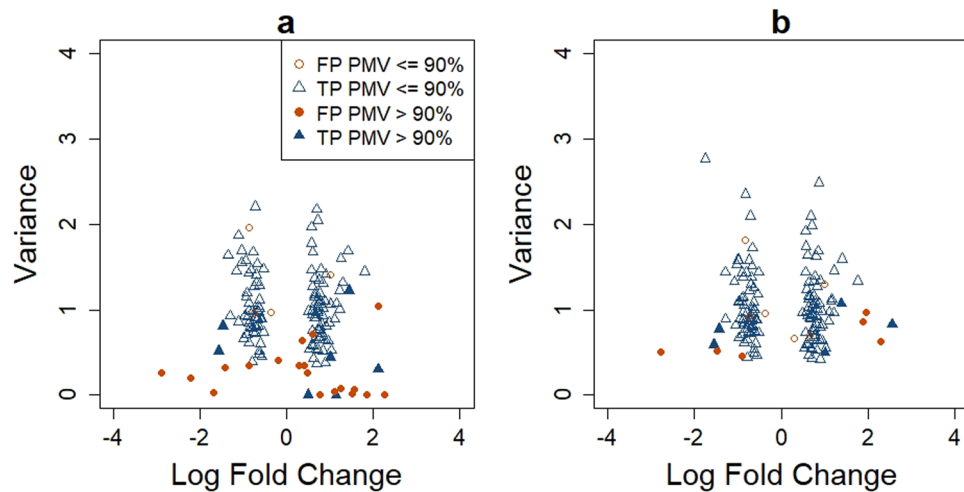 a
4
3
2
1
0
Variance
FP PMV <= 90%
TP PMV <= 90%
FP PMV > 90%
TP PMV > 90%
-4 -2 0 2 4
Log Fold Change
b
4
3
2
1
0
Variance
-4 -2 0 2 4
Log Fold Change